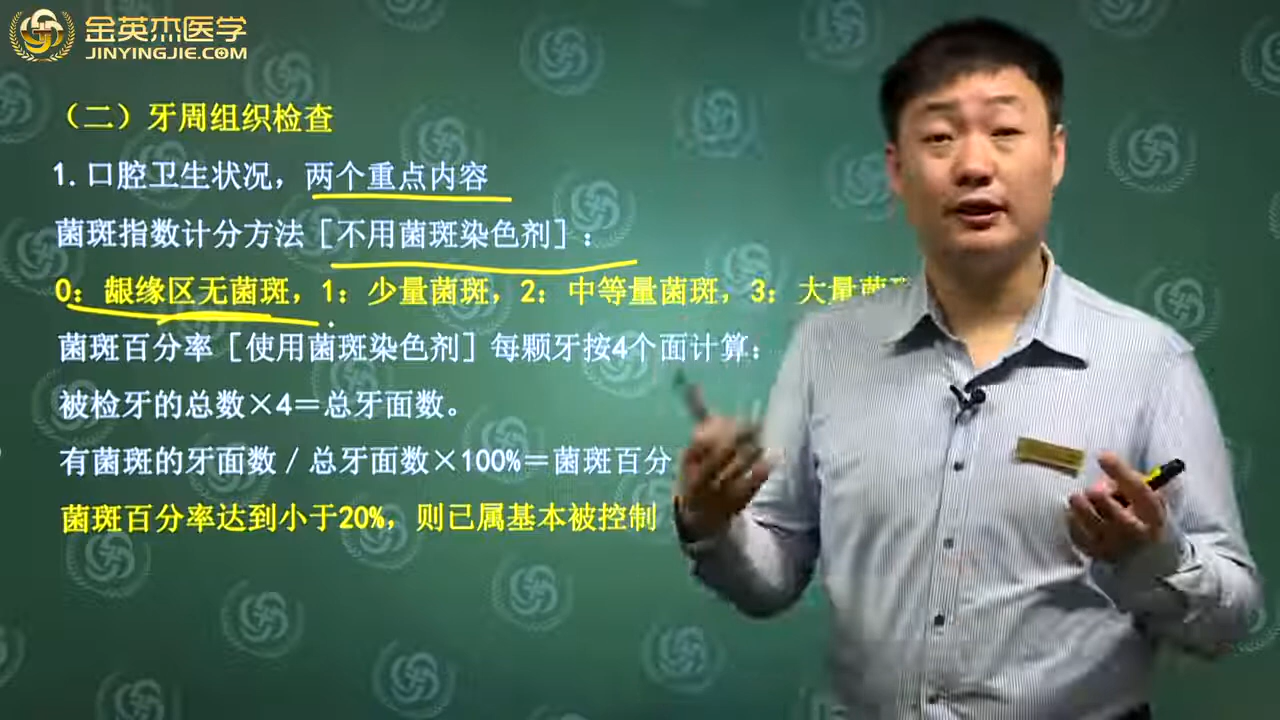 金英杰医学
JINYINGJIE.COM
（二）牙周组织检查
1.口腔卫生状况，两个重点内容
菌斑指数计分方法［不用菌斑染色剂］：
0：龈缘区无菌斑，1：少量菌斑，2：中等量菌斑，3：大量菌
菌斑百分率［使用菌斑染色剂］每颗牙按4个面计算：
被检牙的总数×4＝总牙面数。
有菌斑的牙面数／总牙面数×100%＝菌斑百分
菌斑百分率达到小于20%，则已属基本被控制